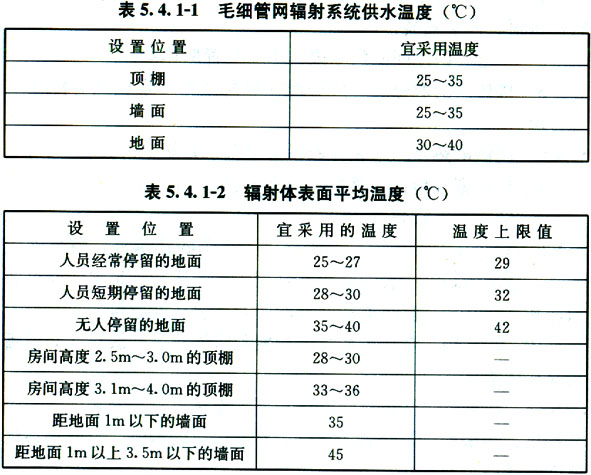 表 5.4.1-1 毛细管网辐射系统供水温度(℃)
设置位置 宜采用温度
顶棚 25～35
墙面 25～35
地面 30～40
表 5.4.1-2 辐射体表面平均温度(℃)
设置位置 宜采用的温度 温度上限值
人员经常停留的地面 25～27 29
人员短期停留的地面 28～30 32
无人停留的地面 35～40 42
房间高度 2.5m～3.0m 的顶棚 28～30 —
房间高度 3.1m～4.0m 的顶棚 33～36 —
距地面 1m 以下的墙面 35 —
距地面 1m 以上 3.5m 以下的墙面 45 —